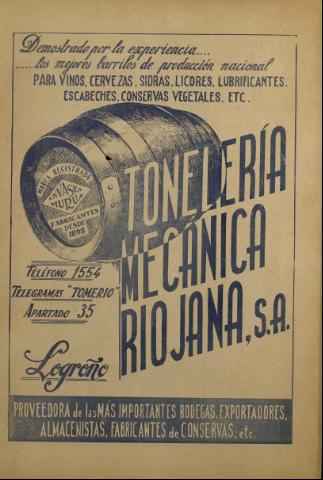 Demostrado por la experiencia....
.....los mejores barriles de producción nacional
PARA VINOS, CERVEZAS, SIDRAS, LICORES, LUBRIFICANTES,
ESCABECHES, CONSERVAS VEGETALES, ETC.
MARCA REGISTRADA
ENVASES
MURUA
FABRICANTES
DESDE
1898
TONELERÍA
MECÁNICA
RIOJANA, S.A.
TELÉFONO 1554
TELEGRAMAS "TOMERIO"
APARTADO 35
Logroño
PROVEEDORA de las MÁS IMPORTANTES BODEGAS, EXPORTADORES,
ALMACENISTAS, FABRICANTES de CONSERVAS, etc.